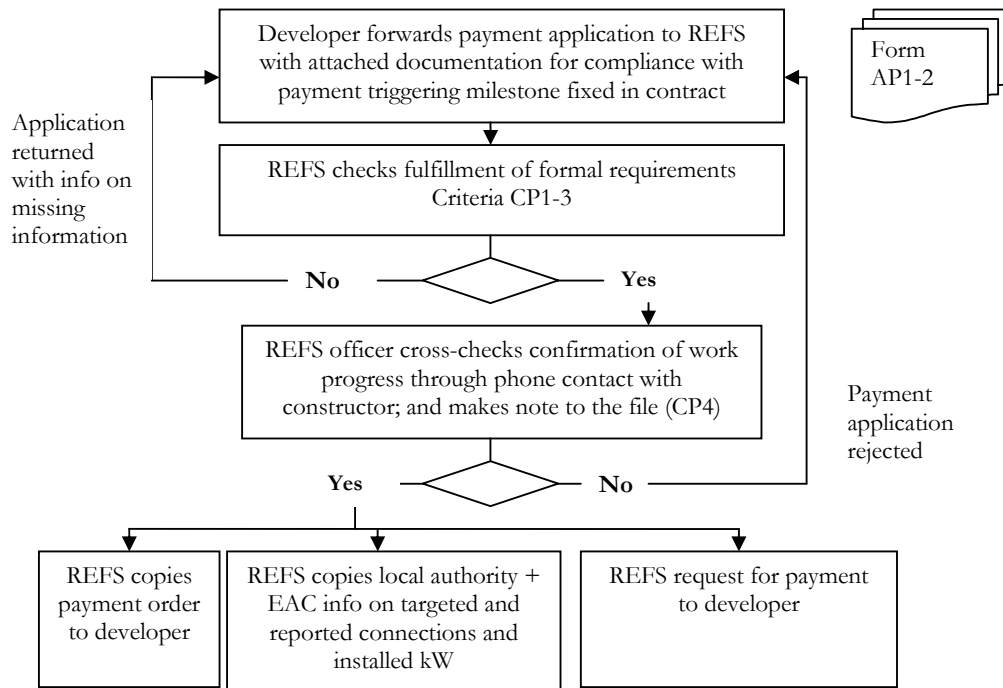 Developer forwards payment application to REFS
with attached documentation for compliance with
payment triggering milestone fixed in contract
Form
AP1-2
Application
returned
with info on
missing
information
REFS checks fulfillment of formal requirements
Criteria CP1-3
No
Yes
REFS officer cross-checks confirmation of work
progress through phone contact with
constructor; and makes note to the file (CP4)
Payment
application
rejected
Yes
No
REFS copies
payment order
to developer
REFS copies local authority +
EAC info on targeted and
reported connections and
installed kW
REFS request for payment
to developer